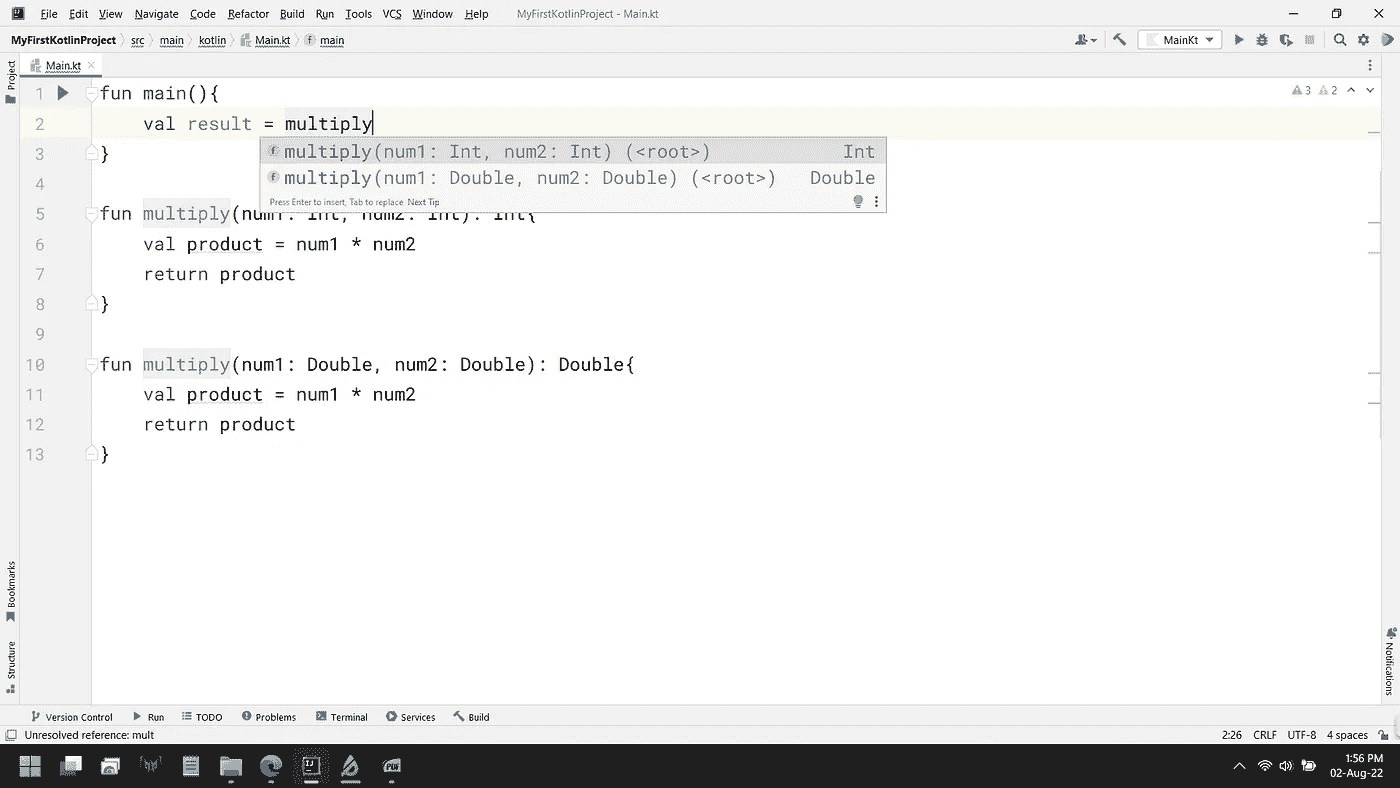 File Edit View Navigate Code Refactor Build Run Tools VCS Window Help MyFirstKotlinProject - Main.kt
MyFirstKotlinProject src main kotlin Main.kt main MainKt
Project
Main.kt
1 fun main(){
3 2
2 val result = multiply
multiply(num1: Int, num2: Int) (<root>) Int
3 }
multiply(num1: Double, num2: Double) (<root>) Double
4
Press Enter to insert, Tab to replace Next Tip
5 fun multiply(num1: Int, num2: Int): Int{
6 val product = num1 * num2
7 return product
8 }
9
10 fun multiply(num1: Double, num2: Double): Double{
11 val product = num1 * num2
12 return product
13 }
Bookmarks
Structure
Notifications
Version Control Run TODO Problems Terminal Services Build
Unresolved reference: mult 2:26 CRLF UTF-8 4 spaces
1:56 PM
02-Aug-22